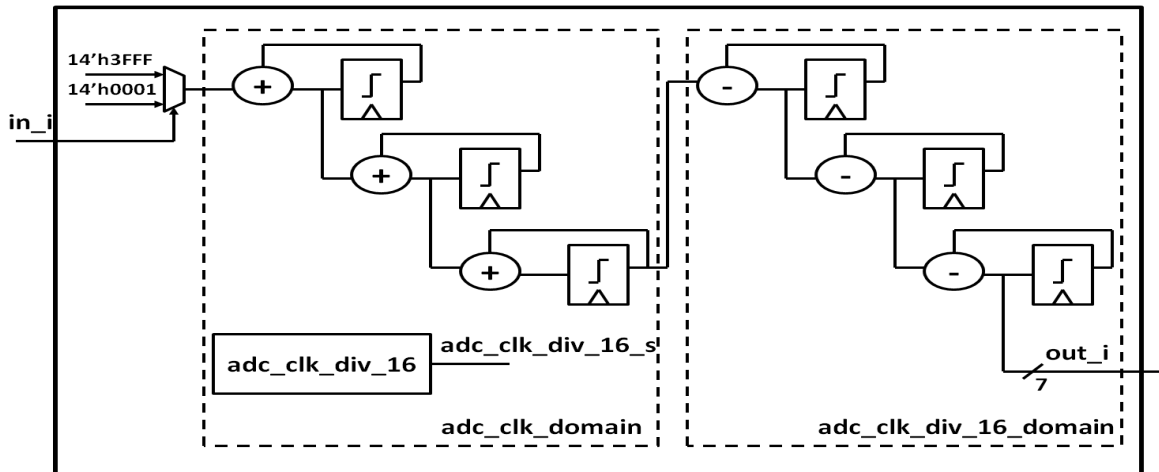 14'h3FFF
14'h0001
in_i
+
+
+
-
-
-
adc_clk_div_16
adc_clk_div_16_s
out_i
7
adc_clk_domain
adc_clk_div_16_domain